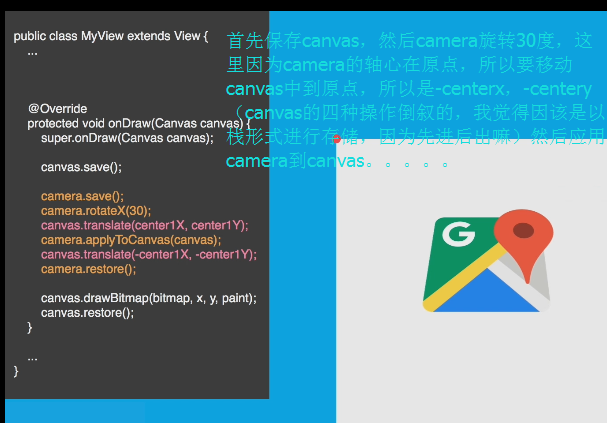 public class MyView extends View {
...
@Override
protected void onDraw(Canvas canvas) {
super.onDraw(Canvas canvas);
canvas.save();
camera.save();
camera.rotateX(30);
canvas.translate(center1X, center1Y);
camera.applyToCanvas(canvas);
canvas.translate(-center1X, -center1Y);
camera.restore();
canvas.drawBitmap(bitmap, x, y, paint);
canvas.restore();
}
...
}
首先保存canvas，然后camera旋转30度，这
里因为camera的轴心在原点，所以要移动
canvas中到原点，所以是-centerx，-centery
（canvas的四种操作倒叙的，我觉得因该是以
栈形式进行存储，因为先进后出嘛）然后应用
camera到canvas。。。。。
G